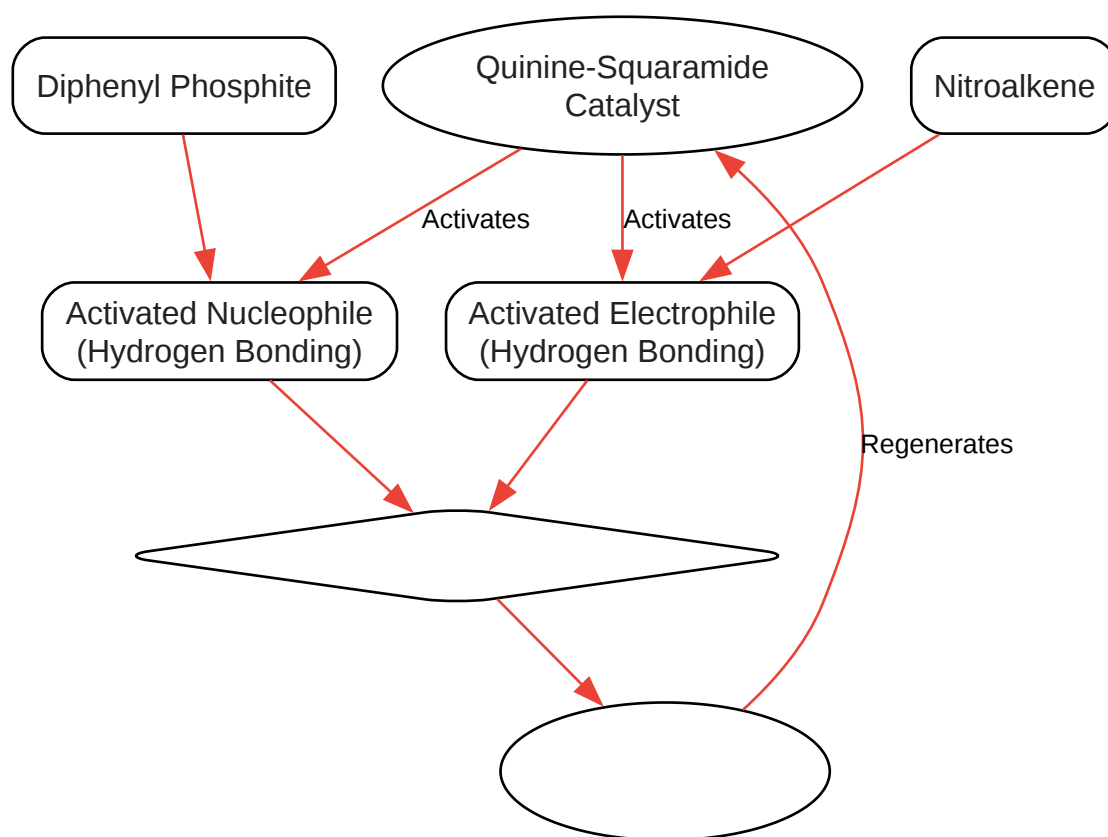 Diphenyl Phosphite
Quinine-Squaramide
Catalyst
Nitroalkene
Activates
Activates
Activated Nucleophile
(Hydrogen Bonding)
Activated Electrophile
(Hydrogen Bonding)
Regenerates